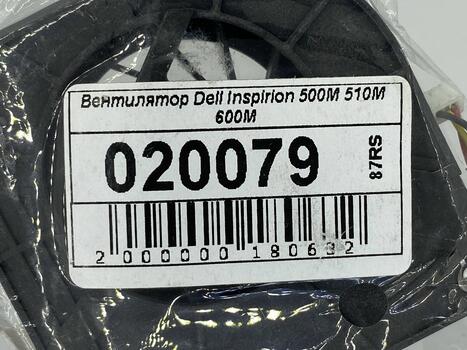 Вентилятор Dell Inspirion 500M 510M
600M
020079
87RS
2 000000 180632